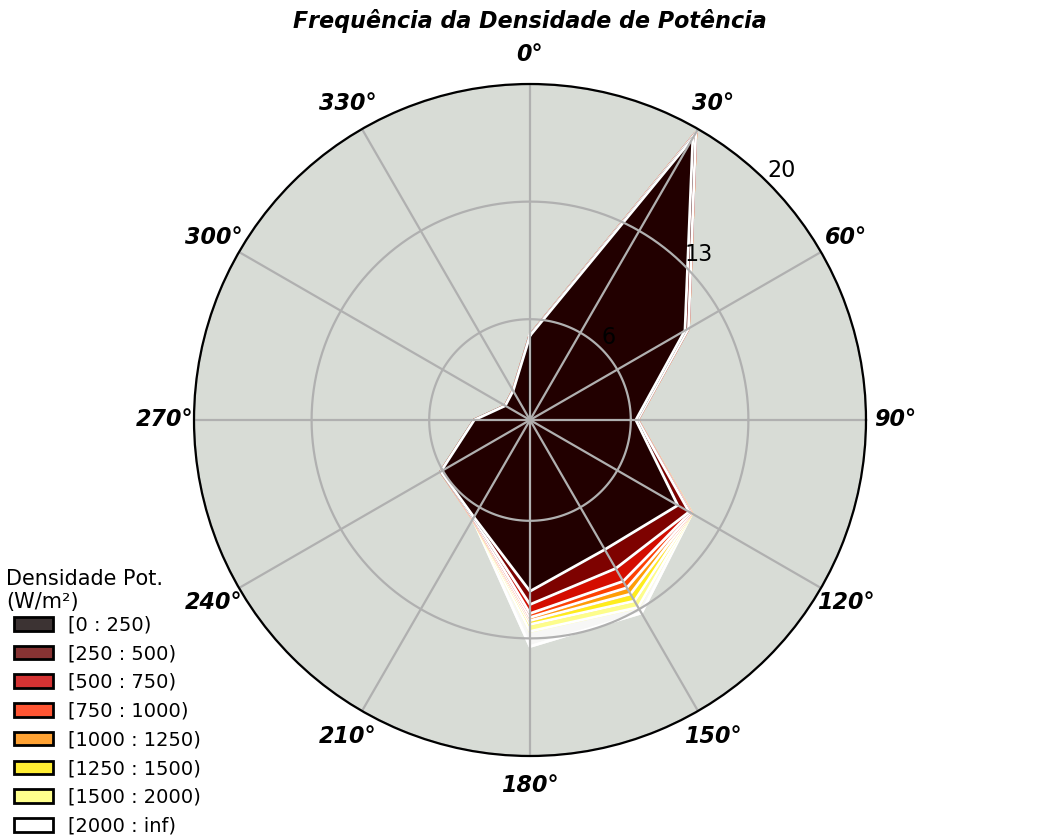 Frequência da Densidade de Potência
0°
330°
30°
20
300°
60°
13
6
270°
90°
240°
120°
210°
150°
180°
Densidade Pot.
(W/m²)
[0 : 250)
[250 : 500)
[500 : 750)
[750 : 1000)
[1000 : 1250)
[1250 : 1500)
[1500 : 2000)
[2000 : inf)